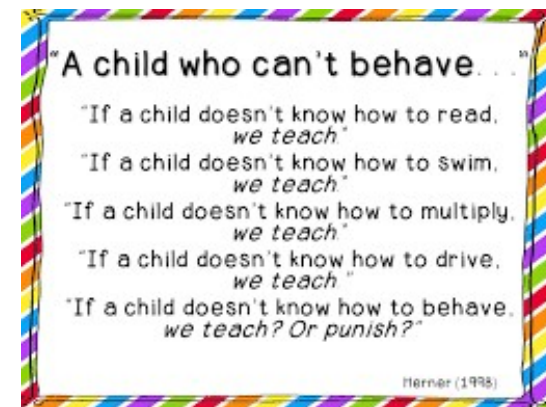 "A child who can't behave. . ."
"If a child doesn't know how to read,
we teach."
"If a child doesn't know how to swim,
we teach."
"If a child doesn't know how to multiply,
we teach."
"If a child doesn't know how to drive,
we teach."
"If a child doesn't know how to behave,
we teach? Or punish?"
Herner (1998)